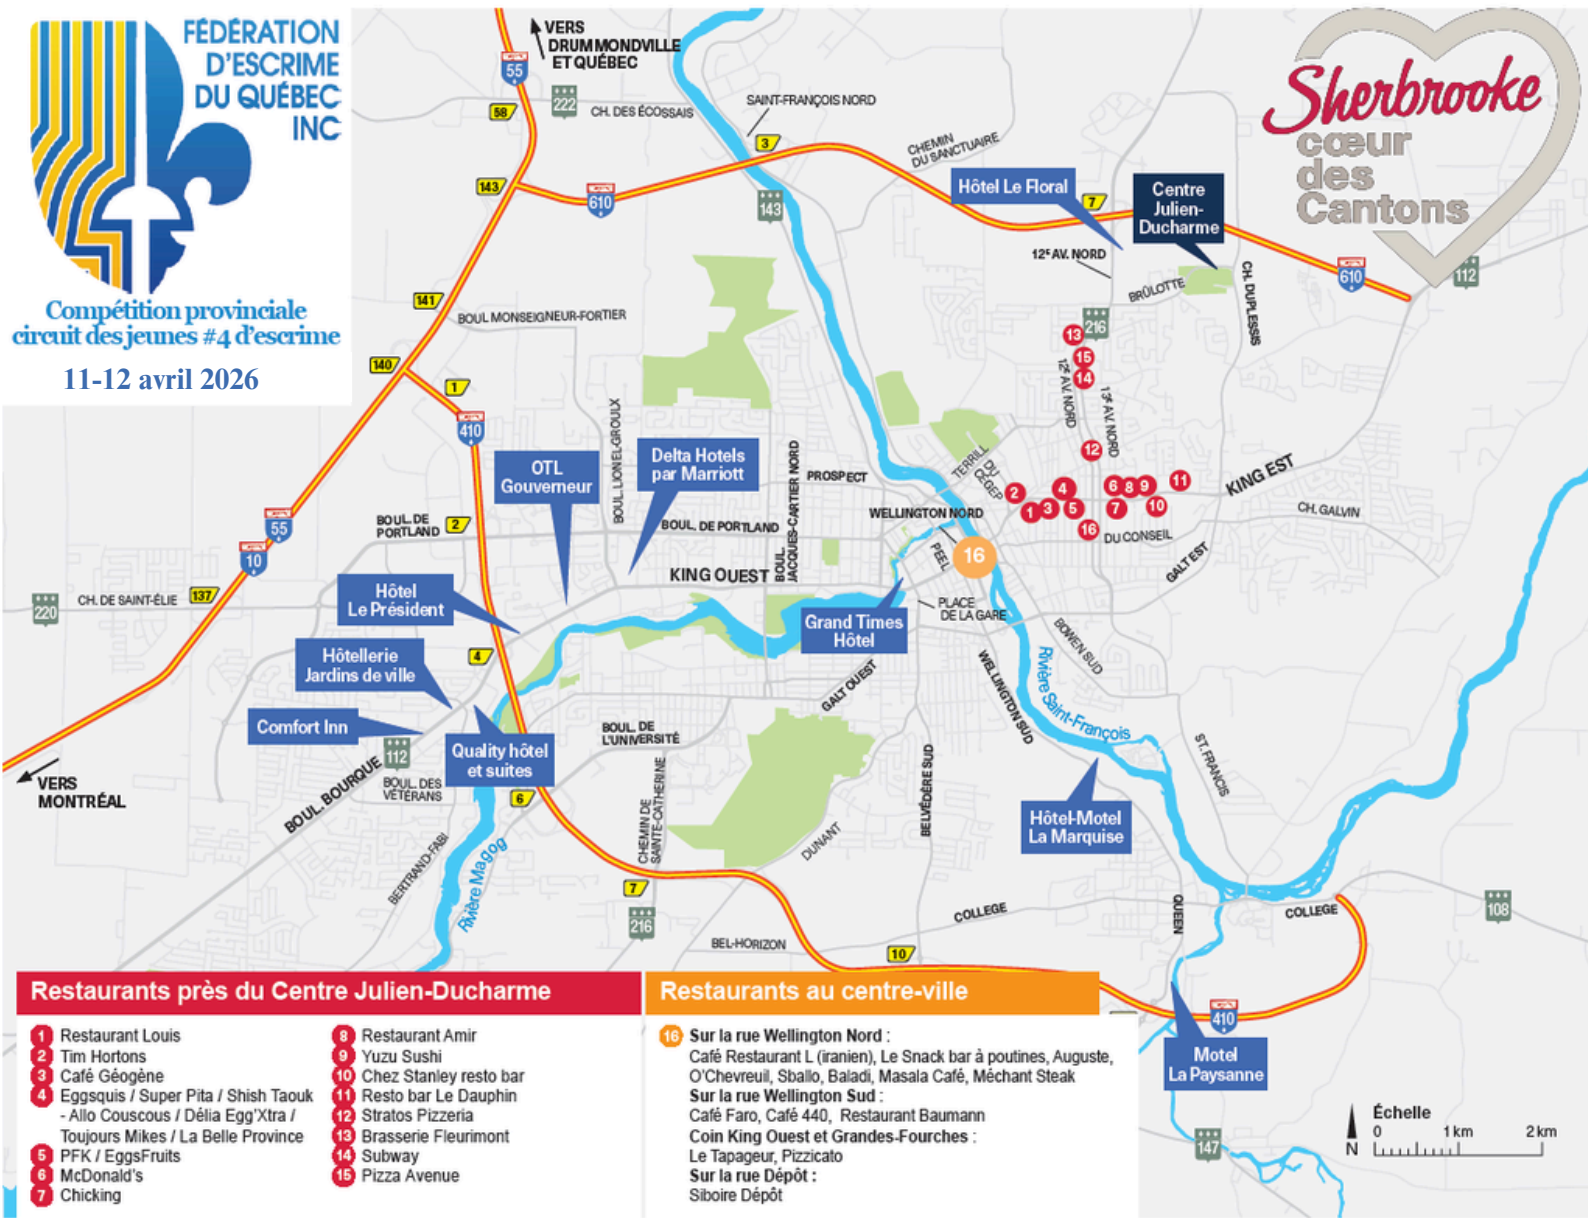 FÉDÉRATION
D'ESCRIME
DU QUÉBEC
INC
Compétition provinciale
circuit des jeunes #4 d'escrime
11-12 avril 2026
Sherbrooke
cœur
des
Cantons
VERS
DRUMMONDVILLE
ET QUÉBEC
55
58
222
CH. DES ÉCOSSAIS
SAINT-FRANÇOIS NORD
3
CHEMIN
DU SANCTUAIRE
143
610
143
Hôtel Le Floral
7
Centre
Julien-
Ducharme
12E AV. NORD
BRÛLOTTE
CH. DUPLESSIS
610
112
141
BOUL MONSEIGNEUR-FORTIER
216
13
15
14
12E AV. NORD
13E AV. NORD
140
1
410
BOUL. LIONEL-GROULX
OTL
Gouverneur
Delta Hotels
par Marriott
BOUL.
JACQUES-CARTIER NORD
PROSPECT
TERRILL
DU
CÉGEP
12
KING EST
2
4
6
8
9
11
1
3
5
7
10
16
CH. GALVIN
DU CONSEIL
GALT EST
WELLINGTON NORD
PEEL
16
BOUL. DE
PORTLAND
2
BOUL. DE PORTLAND
KING OUEST
55
10
137
CH. DE SAINT-ÉLIE
220
Hôtel
Le Président
Grand Times
Hôtel
PLACE
DE LA GARE
BOWEN SUD
4
Hôtellerie
Jardins de ville
GALT OUEST
WELLINGTON SUD
Rivière Saint-François
Comfort Inn
112
Quality hôtel
et suites
BOUL. DE
L'UNIVERSITÉ
ST. FRANCIS
VERS
MONTRÉAL
BOUL. BOURQUE
BOUL. DES
VÉTÉRANS
6
CHEMIN DE
SAINTE-CATHERINE
BELVÉDÈRE SUD
DUNANT
Hôtel-Motel
La Marquise
BERTRAND-FABI
Rivière Magog
7
216
BEL-HORIZON
COLLEGE
10
QUEEN
COLLEGE
108
410
Motel
La Paysanne
147
Échelle
0 1 km 2 km
N
Restaurants près du Centre Julien-Ducharme
1 Restaurant Louis
2 Tim Hortons
3 Café Géogène
4 Eggsquis / Super Pita / Shish Taouk
- Allo Couscous / Délia Egg'Xtra /
Toujours Mikes / La Belle Province
5 PFK / EggsFruits
6 McDonald's
7 Chicking
8 Restaurant Amir
9 Yuzu Sushi
10 Chez Stanley resto bar
11 Resto bar Le Dauphin
12 Stratos Pizzeria
13 Brasserie Fleurimont
14 Subway
15 Pizza Avenue
Restaurants au centre-ville
16 Sur la rue Wellington Nord :
Café Restaurant L (iranien), Le Snack bar à poutines, Auguste,
O'Chevreuil, Sballo, Baladi, Masala Café, Méchant Steak
Sur la rue Wellington Sud :
Café Faro, Café 440, Restaurant Baumann
Coin King Ouest et Grandes-Fourches :
Le Tapageur, Pizzicato
Sur la rue Dépôt :
Siboire Dépôt